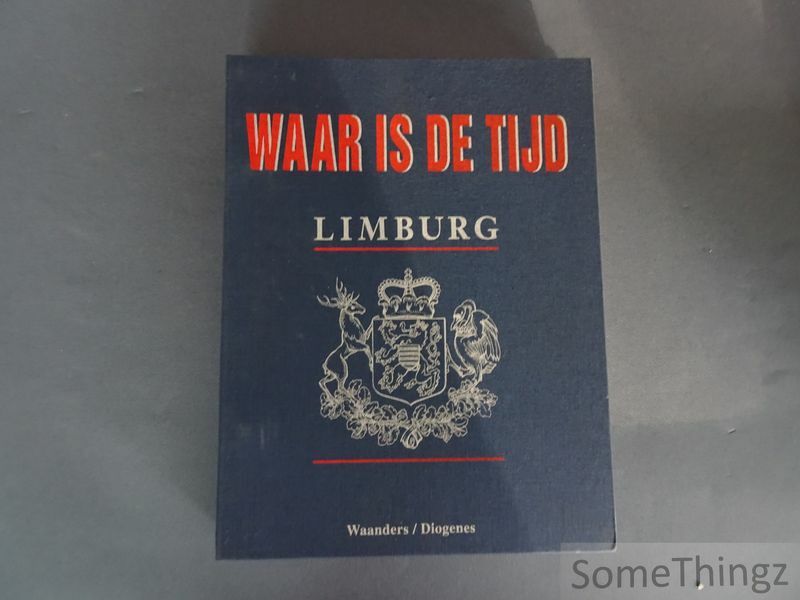 WAAR IS DE TIJD
LIMBURG
Waanders / Diogenes
SomeThingz